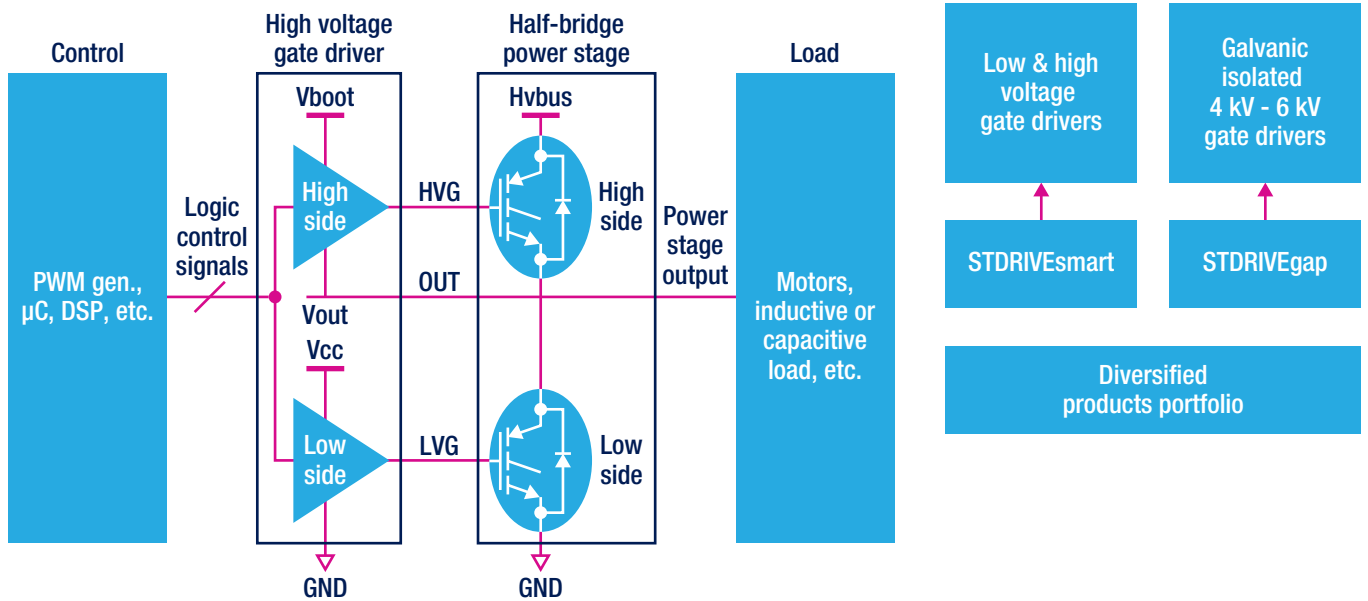 Control
High voltage
gate driver
Half-bridge
power stage
Load
PWM gen.,
µC, DSP, etc.
Logic
control
signals
Vboot
High
side
Vout
Vcc
Low
side
GND
HVG
OUT
LVG
Hvbus
High
side
Low
side
GND
Power
stage
output
Motors,
inductive or
capacitive
load, etc.
Low & high
voltage
gate drivers
Galvanic
isolated
4 kV - 6 kV
gate drivers
STDRIVEsmart
STDRIVEgap
Diversified
products portfolio